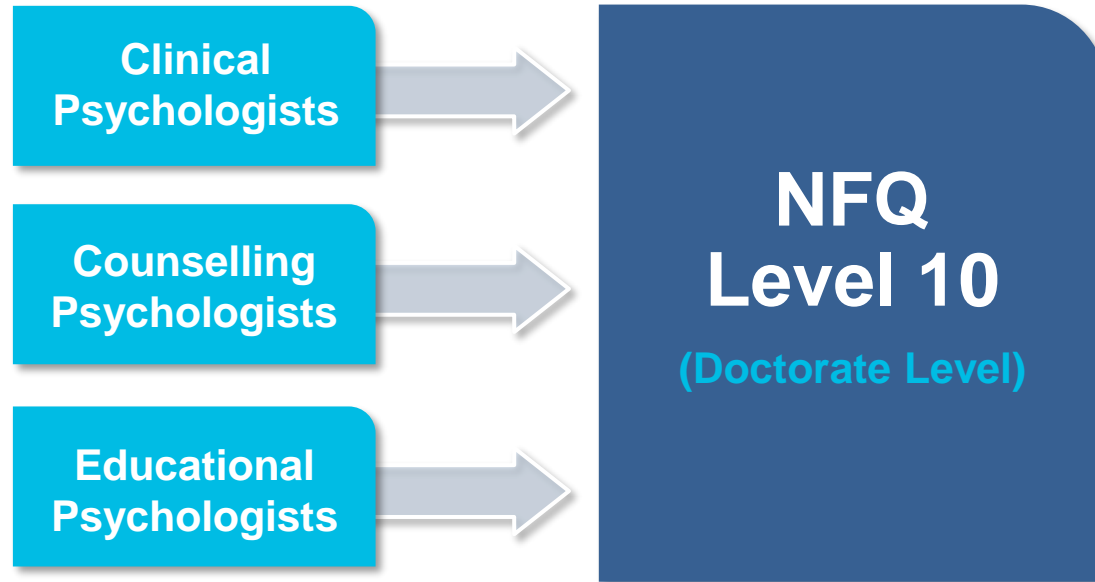 Clinical
Psychologists
Counselling
Psychologists
Educational
Psychologists
NFQ
Level 10
(Doctorate Level)